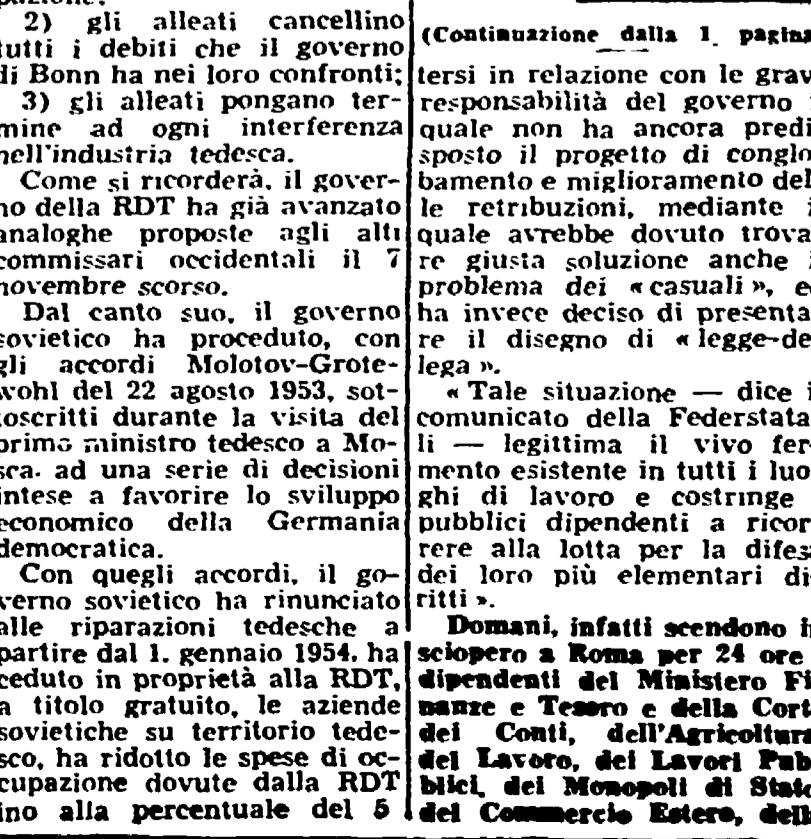 2) gli alleati cancellino
tutti i debiti che il governo
di Bonn ha nei loro confronti;
3) gli alleati pongano ter-
mine ad ogni interferenza
nell'industria tedesca.
Come si ricorderà, il gover-
no della RDT ha già avanzato
analoghe proposte agli alti
commissari occidentali il 7
novembre scorso.
Dal canto suo, il governo
sovietico ha proceduto, con
gli accordi Molotov-Grote-
wohl del 22 agosto 1953, sot-
toscritti durante la visita del
primo ministro tedesco a Mo-
sca. ad una serie di decisioni
intese a favorire lo sviluppo
economico della Germania
democratica.
Con quegli accordi, il go-
verno sovietico ha rinunciato
alle riparazioni tedesche a
partire dal 1. gennaio 1954. ha
ceduto in proprietà alla RDT,
a titolo gratuito, le aziende
sovietiche su territorio tede-
sco, ha ridotto le spese di oc-
cupazione dovute dalla RDT
ino alla percentuale del 5
(Continuazione dalla 1. pagina
tersi in relazione con le grav
responsabilità del governo
quale non ha ancora predi
sposto il progetto di conglo
bamento e miglioramento del
le retribuzioni, mediante i
quale avrebbe dovuto trova
re giusta soluzione anche i
problema dei « casuali », e
ha invece deciso di presenta
re il disegno di « legge-de
lega ».
« Tale situazione — dice i
comunicato della Federstata
li — legittima il vivo fer
mento esistente in tutti i luo
ghi di lavoro e costringe
pubblici dipendenti a ricor
rere alla lotta per la difes
dei loro più elementari di
ritti ».
Domani, infatti scendono i
sciopero a Roma per 24 ore
dipendenti del Ministero Fi
nanze e Tesoro e della Cort
dei Conti, dell'Agricoltura
del Lavoro, dei Lavori Pub
blici, dei Monopoli di Stato
del Commercio Estero, dell